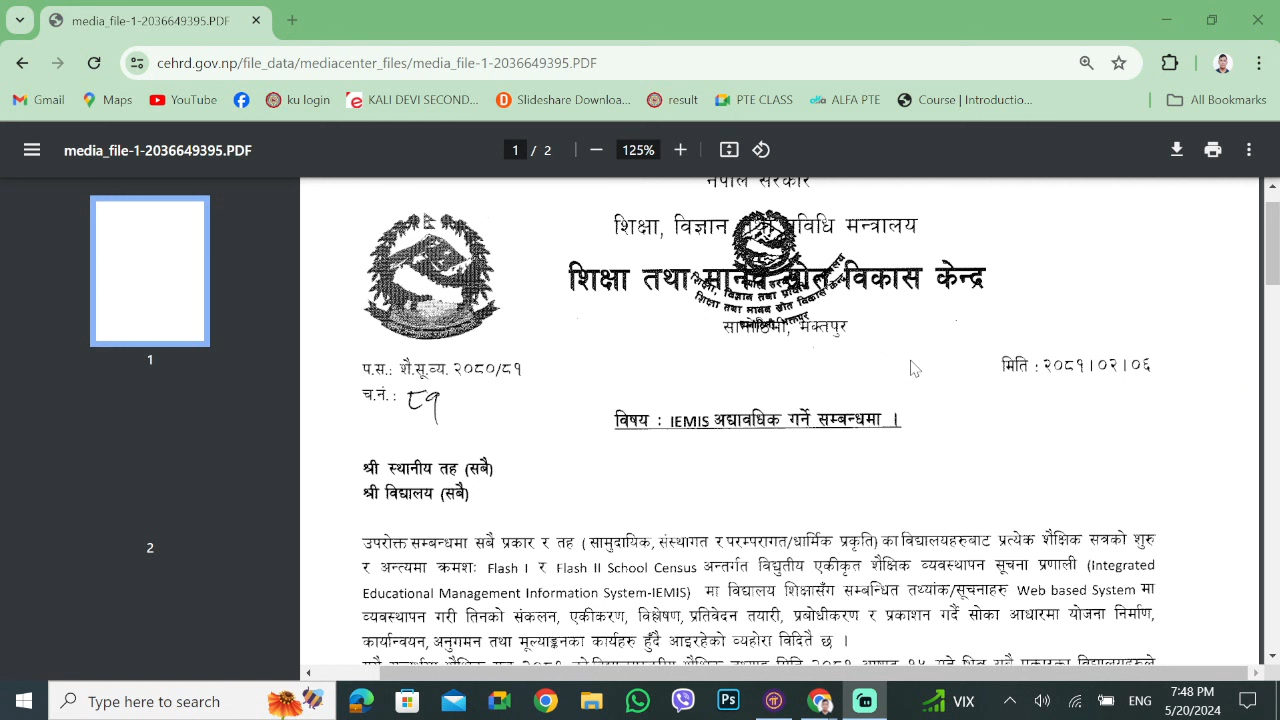 media_file-1-2036649395.PDF
cehrd.gov.np/file_data/mediacenter_files/media_file-1-2036649395.PDF
Gmail Maps YouTube ku login KALI DEVI SECOND... Slideshare Downloa... result PTE CLASS ALFA PTE Course | Introductio... All Bookmarks
media_file-1-2036649395.PDF 1 / 2 125%
1
2
नेपाल सरकार
शिक्षा, विज्ञान तथा प्रविधि मन्त्रालय
शिक्षा तथा मानव स्रोत विकास केन्द्र
सानोठिमी, भक्तपुर
प.स.: शै.सू.व्य. २०८०/८१
मिति : २०८१।०२।०६
च.नं. : ८१
विषय : IEMIS अद्यावधिक गर्ने सम्बन्धमा ।
श्री स्थानीय तह (सबै)
श्री विद्यालय (सबै)
उपरोक्त सम्बन्धमा सबै प्रकार र तह ( सामुदायिक, संस्थागत र परम्परागत/धार्मिक प्रकृति) का विद्यालयहरुबाट प्रत्येक शैक्षिक सत्रको शुरु
र अन्त्यमा क्रमशः Flash I र Flash II School Census अन्तर्गत विद्युतीय एकीकृत शैक्षिक व्यवस्थापन सूचना प्रणाली (Integrated
Educational Management Information System-IEMIS) मा विद्यालय शिक्षासँग सम्बन्धित तथ्यांक/सूचनाहरु Web based System मा
व्यवस्थापन गरी तिनको संकलन, एकीकरण, विश्लेषण, प्रतिवेदन तयारी, प्रबोधीकरण र प्रकाशन गर्दै सोका आधारमा योजना निर्माण,
कार्यान्वयन, अनुगमन तथा मूल्याङ्कनका कार्यहरु हुँदै आइरहेको व्यहोरा विदितै छ ।
Type here to search
Ps
VIX
ENG
7:48 PM
5/20/2024